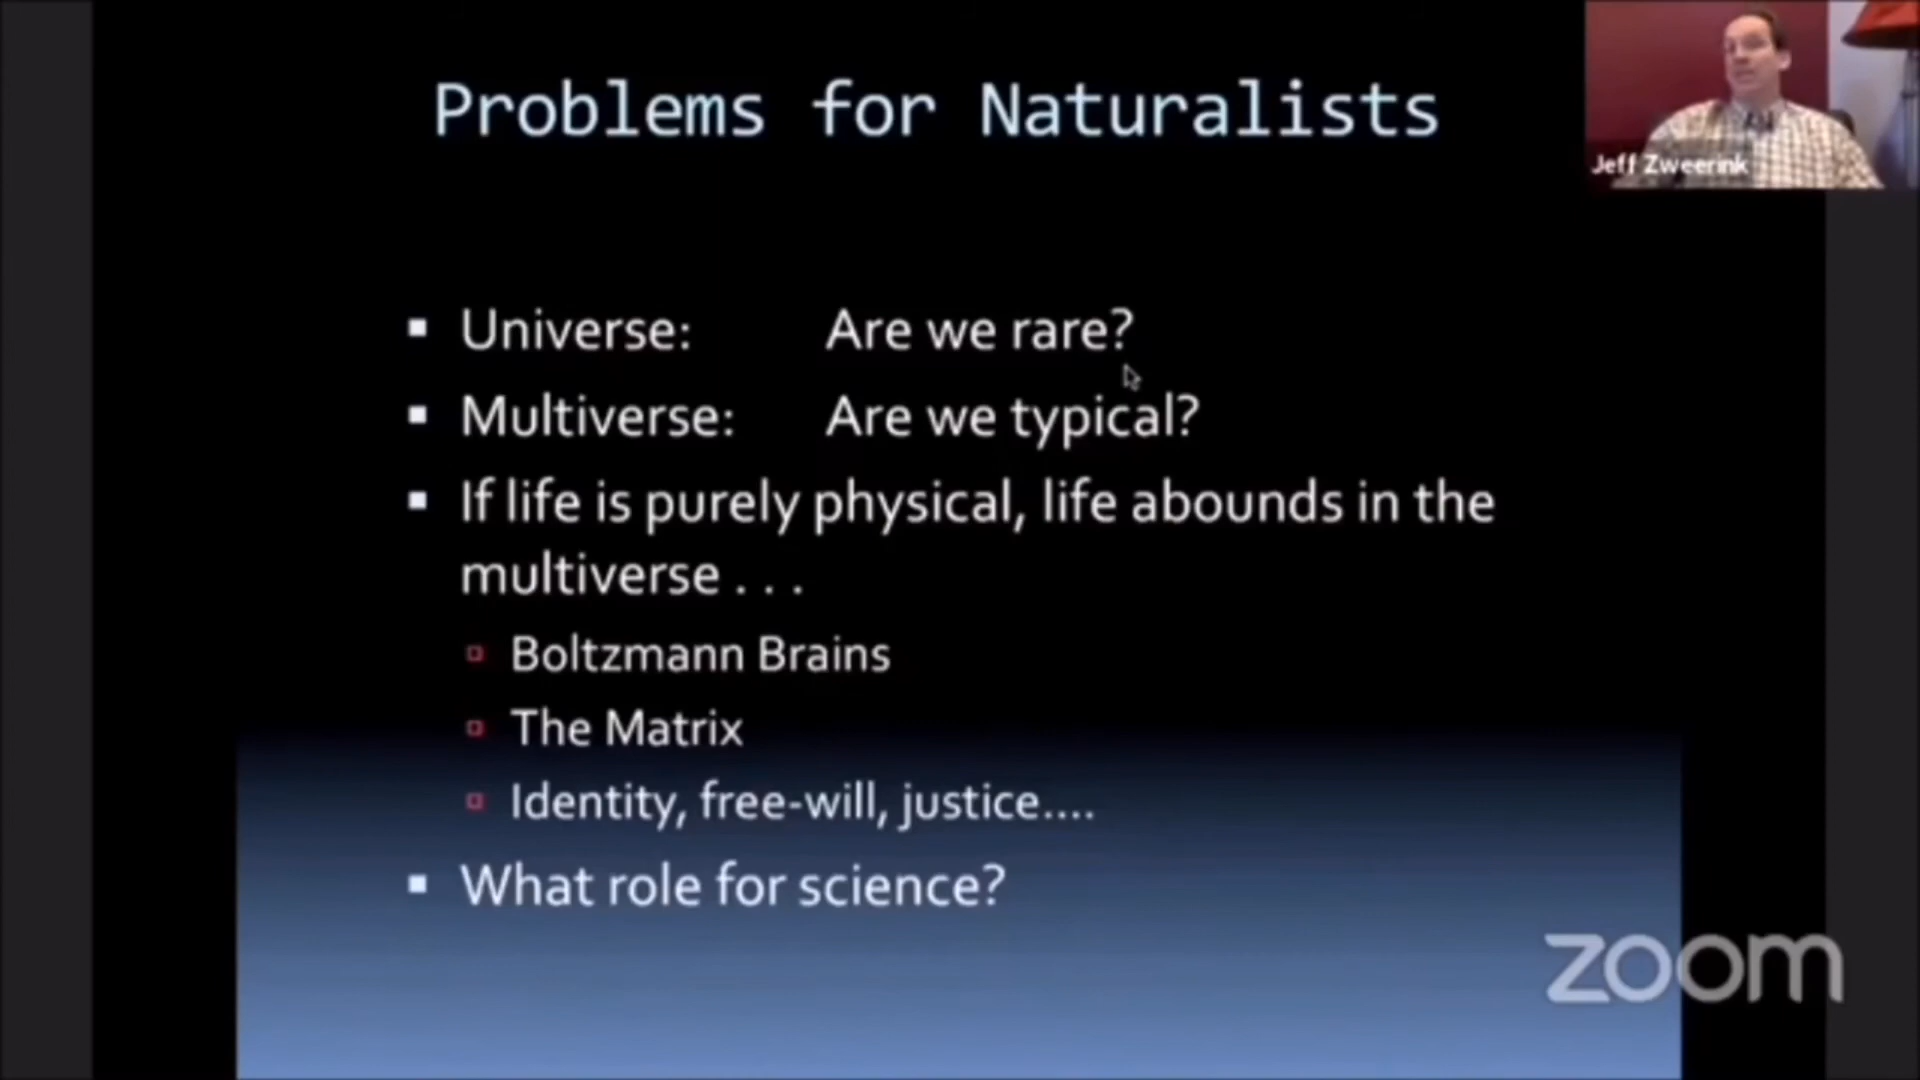 Problems for Naturalists
Jeff Zweerink
Universe: Are we rare?
Multiverse: Are we typical?
If life is purely physical, life abounds in the
multiverse . . .
Boltzmann Brains
The Matrix
Identity, free-will, justice....
What role for science?
zoom